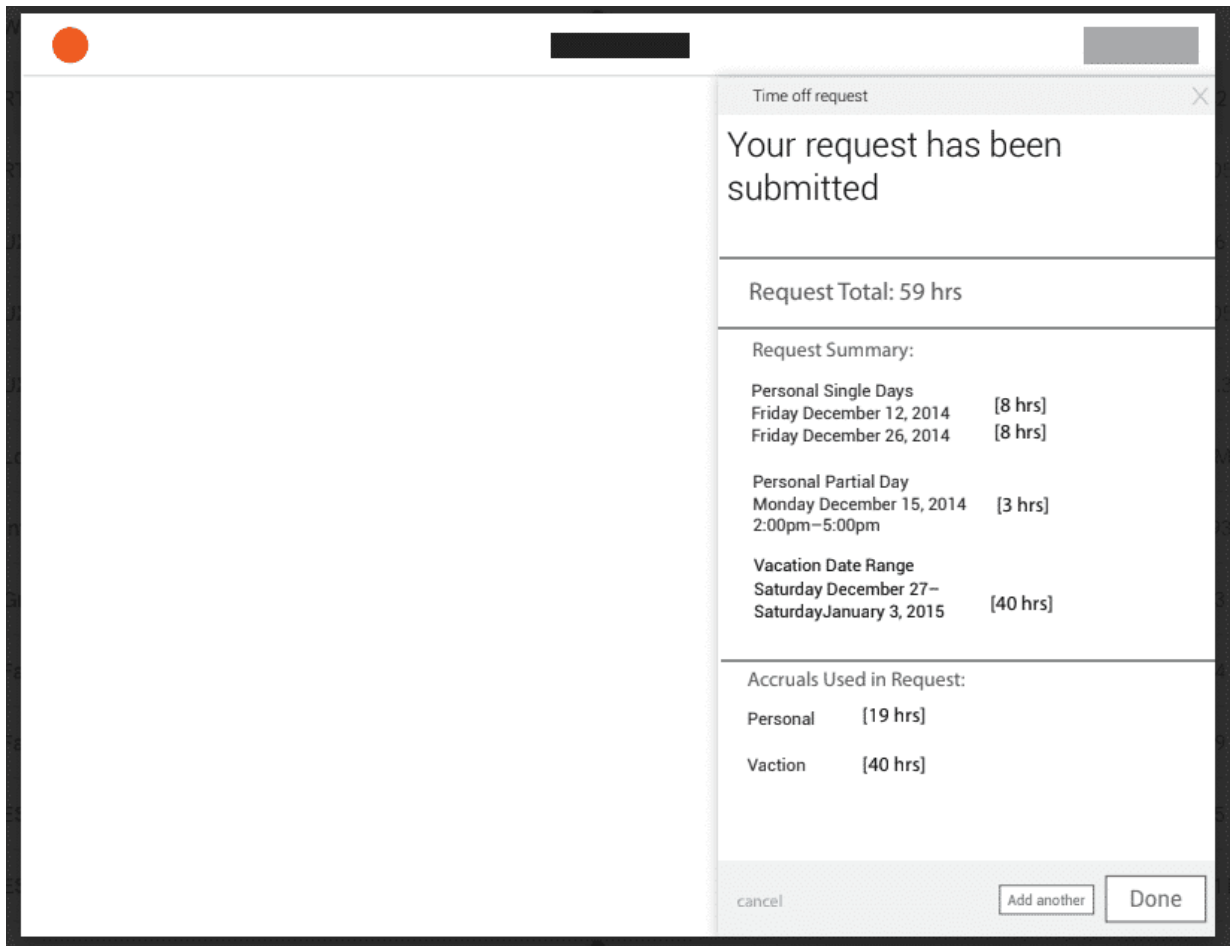 Time off request
X
Your request has been
submitted
Request Total: 59 hrs
Request Summary:
Personal Single Days
Friday December 12, 2014 [8 hrs]
Friday December 26, 2014 [8 hrs]
Personal Partial Day
Monday December 15, 2014 [3 hrs]
2:00pm–5:00pm
Vacation Date Range
Saturday December 27–
SaturdayJanuary 3, 2015 [40 hrs]
Accruals Used in Request:
Personal [19 hrs]
Vaction [40 hrs]
cancel
Add another
Done